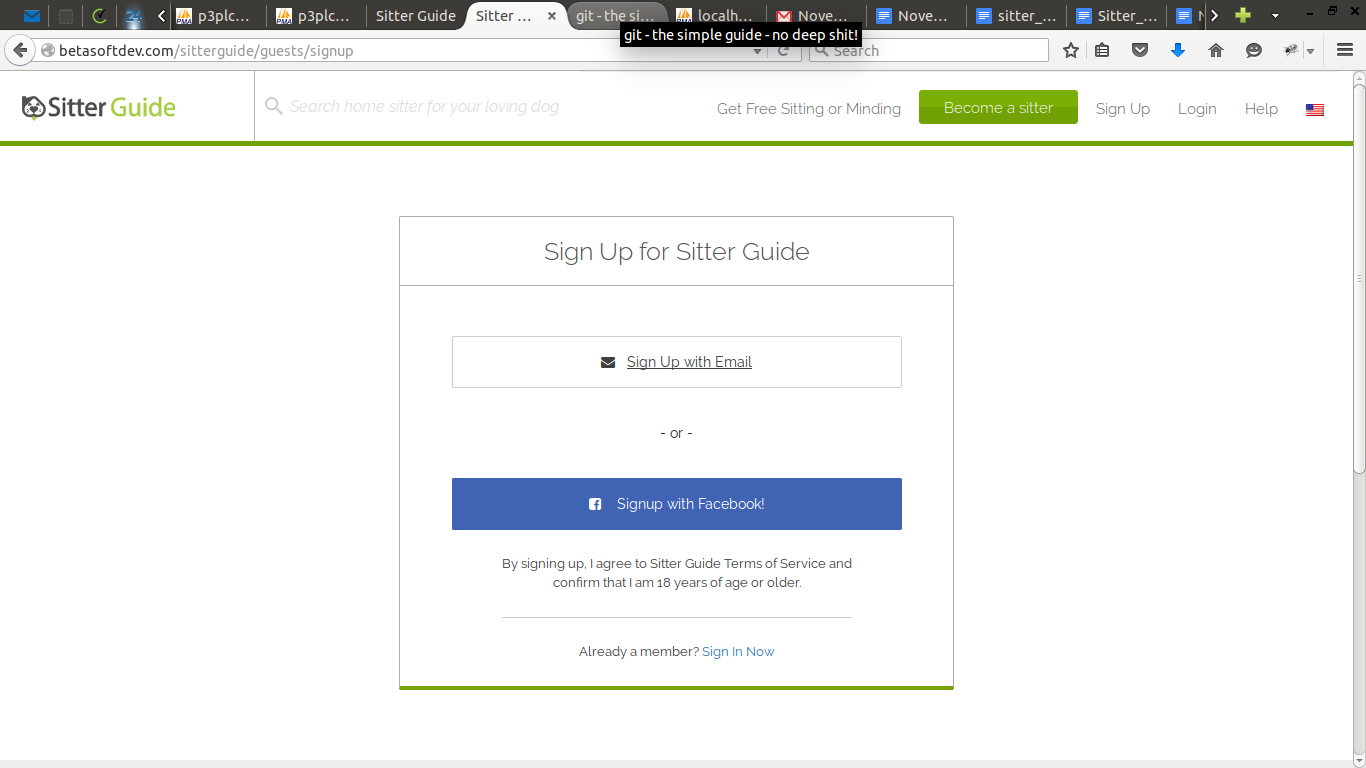 24
p3plc...
p3plc...
Sitter Guide
Sitter ...
git - the si...
localh...
Nove...
Nove...
sitter_...
Sitter_...
git - the simple guide - no deep shit!
betasoftdev.com/sitterguide/guests/signup
Search
Sitter Guide
Search home sitter for your loving dog
Get Free Sitting or Minding
Become a sitter
Sign Up
Login
Help
Sign Up for Sitter Guide
Sign Up with Email
- or -
Signup with Facebook!
By signing up, I agree to Sitter Guide Terms of Service and
confirm that I am 18 years of age or older.
Already a member? Sign In Now